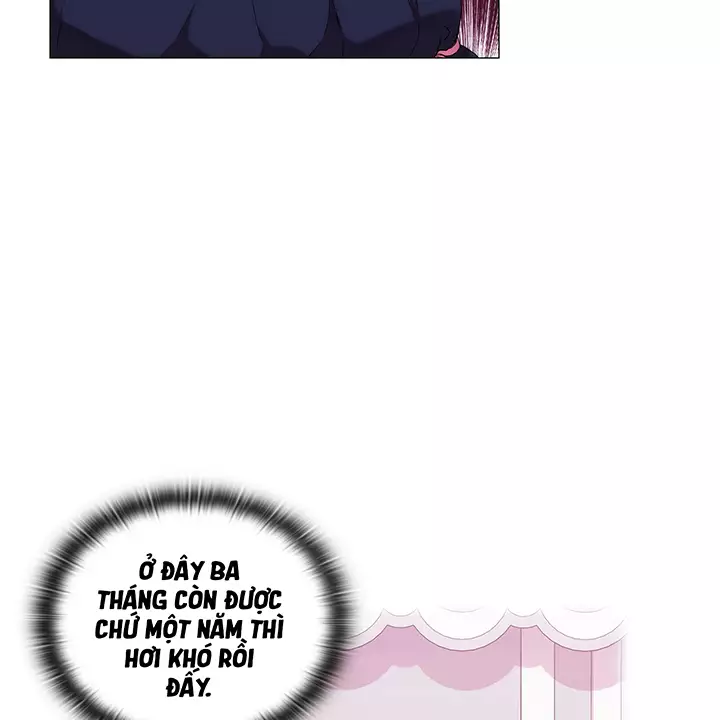 Ở ĐÂY BA
THÁNG CÒN ĐƯỢC
CHỨ MỘT NĂM THÌ
HƠI KHÓ RỒI
ĐẤY.